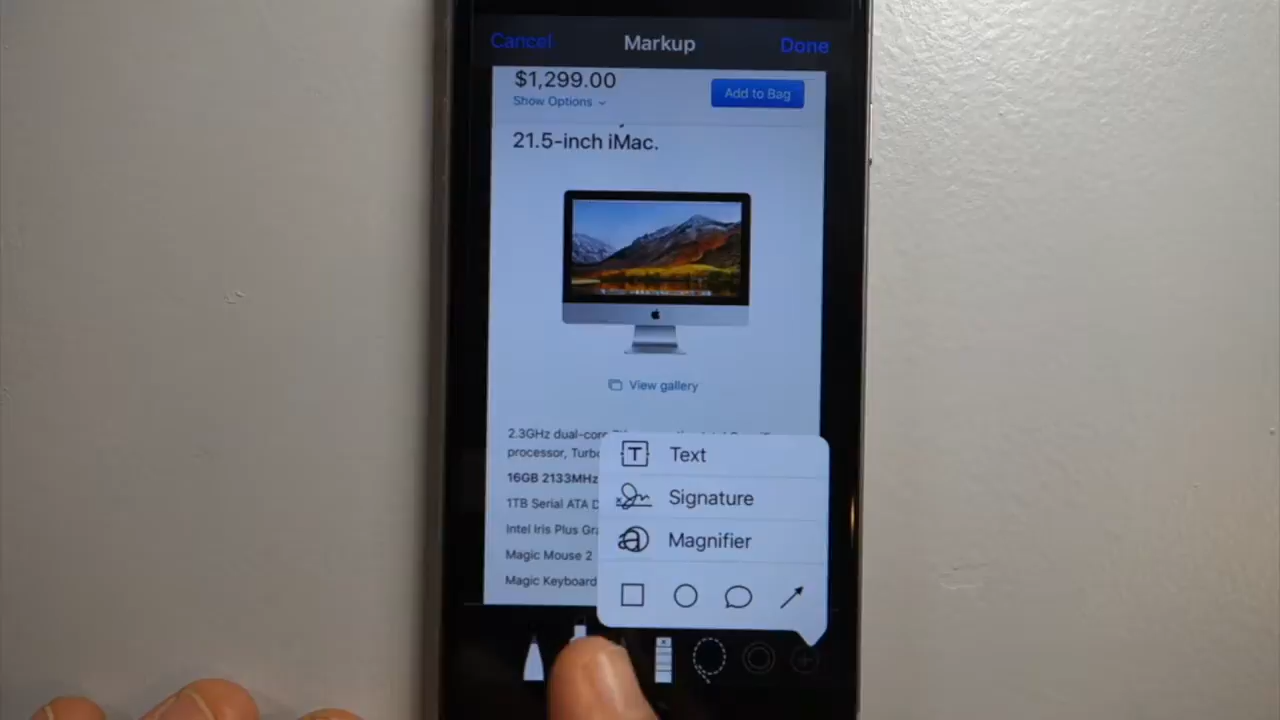 Cancel Markup Done
$1,299.00
Add to Bag
Show Options
21.5-inch iMac.
View gallery
2.3GHz dual-core
processor, Turbo
16GB 2133MHz
1TB Serial ATA
Intel Iris Plus
Magic Mouse 2
Magic Keyboard
T Text
Signature
Magnifier